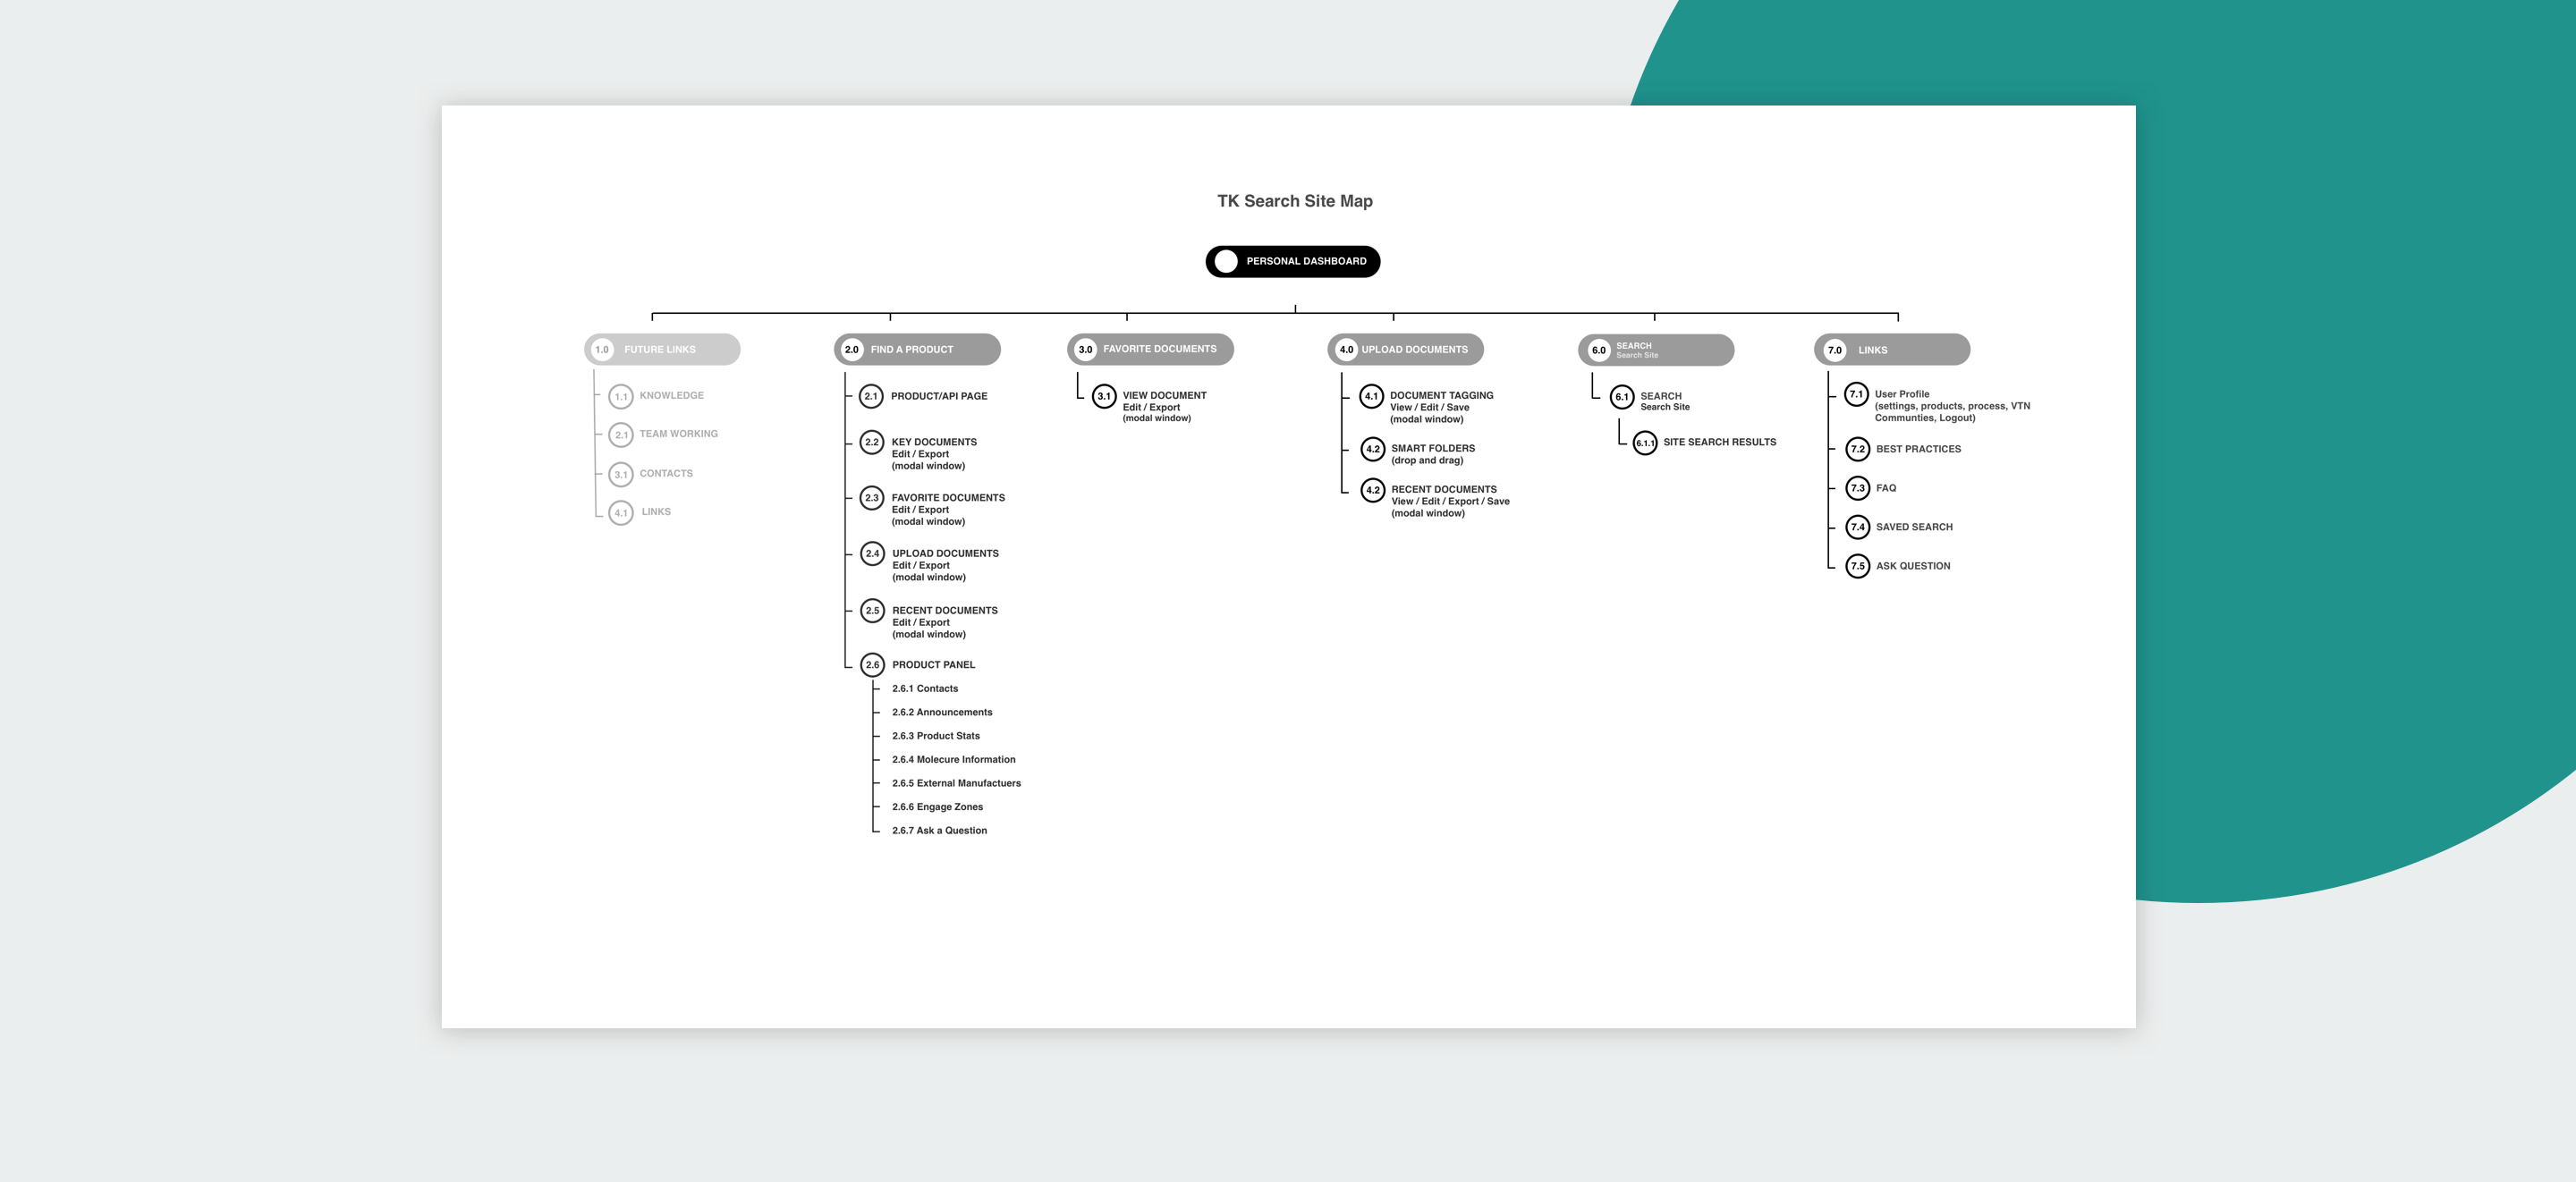 TK Search Site Map
PERSONAL DASHBOARD
1.0 FUTURE LINKS
1.1 KNOWLEDGE
2.1 TEAM WORKING
3.1 CONTACTS
4.1 LINKS
2.0 FIND A PRODUCT
2.1 PRODUCT/API PAGE
2.2 KEY DOCUMENTS
Edit / Export
(modal window)
2.3 FAVORITE DOCUMENTS
Edit / Export
(modal window)
2.4 UPLOAD DOCUMENTS
Edit / Export
(modal window)
2.5 RECENT DOCUMENTS
Edit / Export
(modal window)
2.6 PRODUCT PANEL
2.6.1 Contacts
2.6.2 Announcements
2.6.3 Product Stats
2.6.4 Molecure Information
2.6.5 External Manufactuers
2.6.6 Engage Zones
2.6.7 Ask a Question
3.0 FAVORITE DOCUMENTS
3.1 VIEW DOCUMENT
Edit / Export
(modal window)
4.0 UPLOAD DOCUMENTS
4.1 DOCUMENT TAGGING
View / Edit / Save
(modal window)
4.2 SMART FOLDERS
(drop and drag)
4.2 RECENT DOCUMENTS
View / Edit / Export / Save
(modal window)
6.0 SEARCH
Search Site
6.1 SEARCH
Search Site
6.1.1 SITE SEARCH RESULTS
7.0 LINKS
7.1 User Profile
(settings, products, process, VTN
Communties, Logout)
7.2 BEST PRACTICES
7.3 FAQ
7.4 SAVED SEARCH
7.5 ASK QUESTION